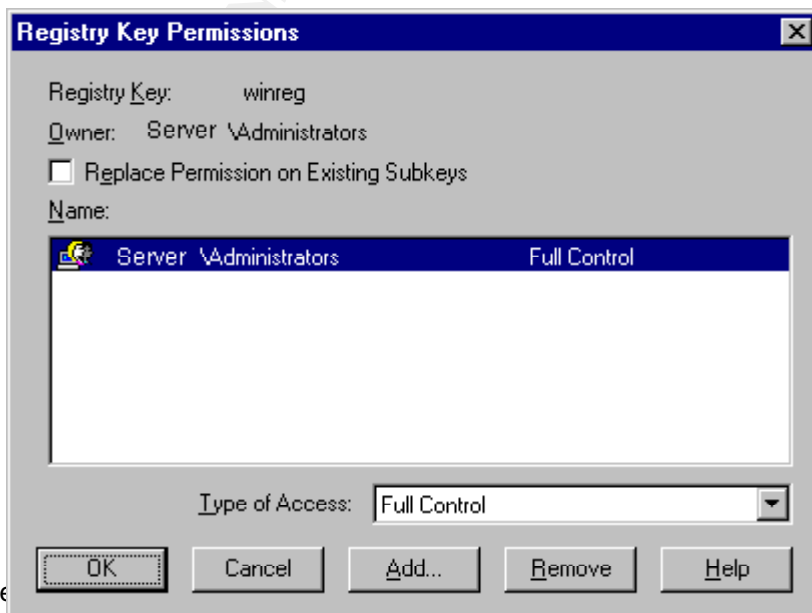 Registry Key Permissions
Registry Key: winreg
Owner: Server \Administrators
Replace Permission on Existing Subkeys
Name:
Server \Administrators Full Control
Type of Access: Full Control
OK Cancel Add... Remove Help